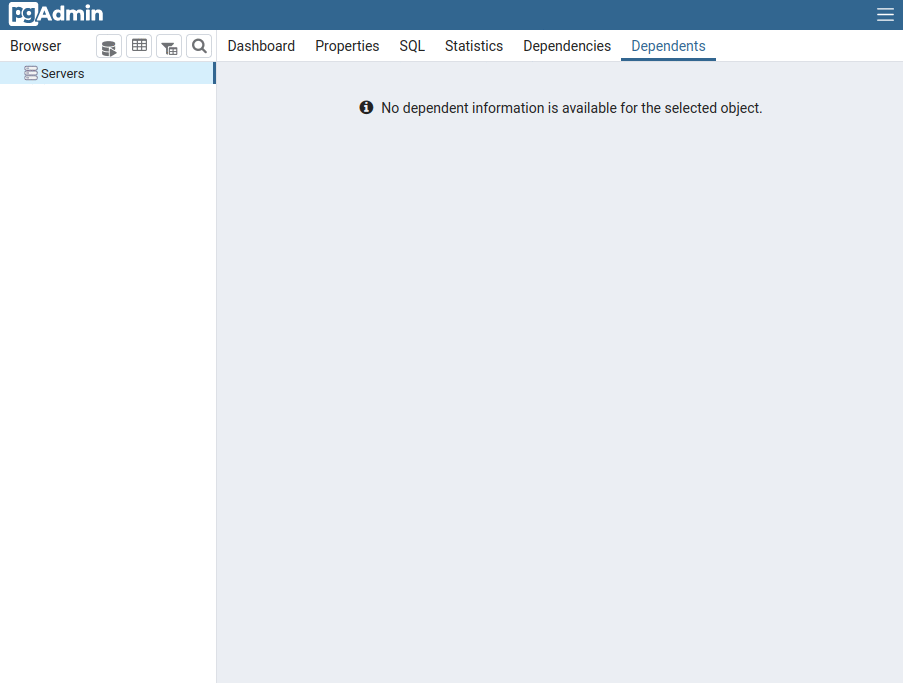 pgAdmin
Browser Dashboard Properties SQL Statistics Dependencies Dependents
Servers
No dependent information is available for the selected object.